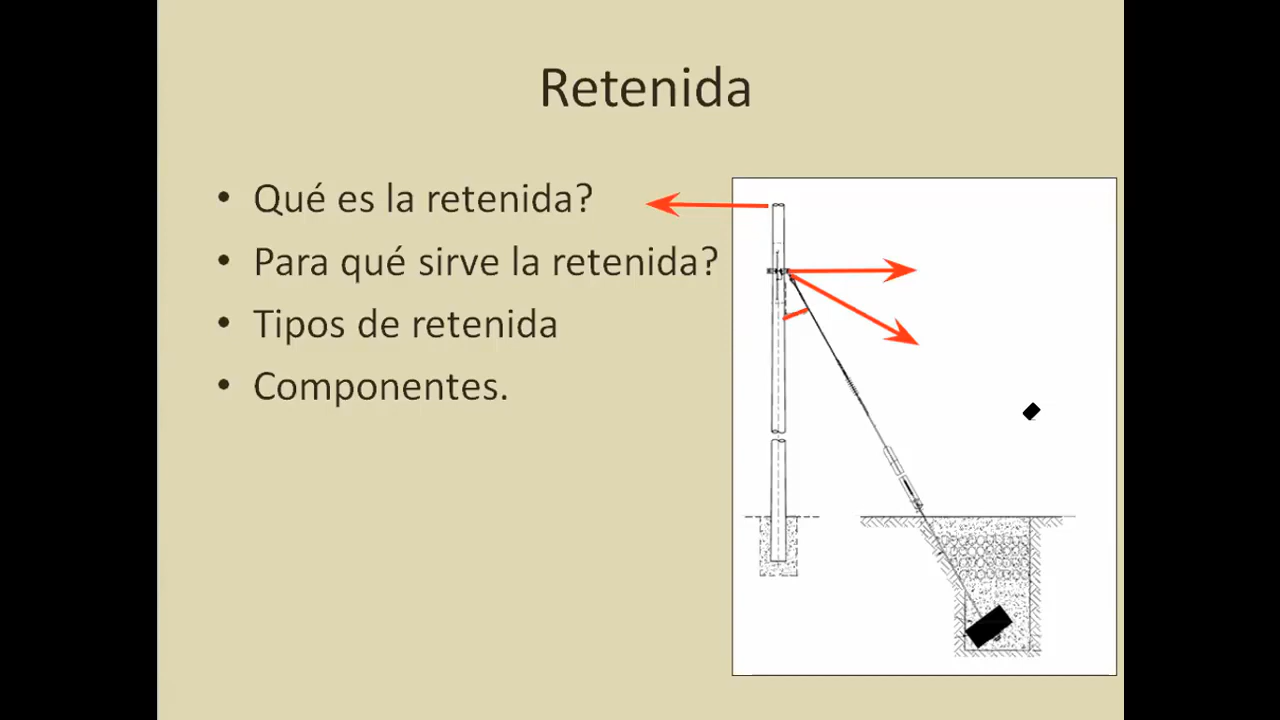 Retenida
• Qué es la retenida?
• Para qué sirve la retenida?
• Tipos de retenida
• Componentes.